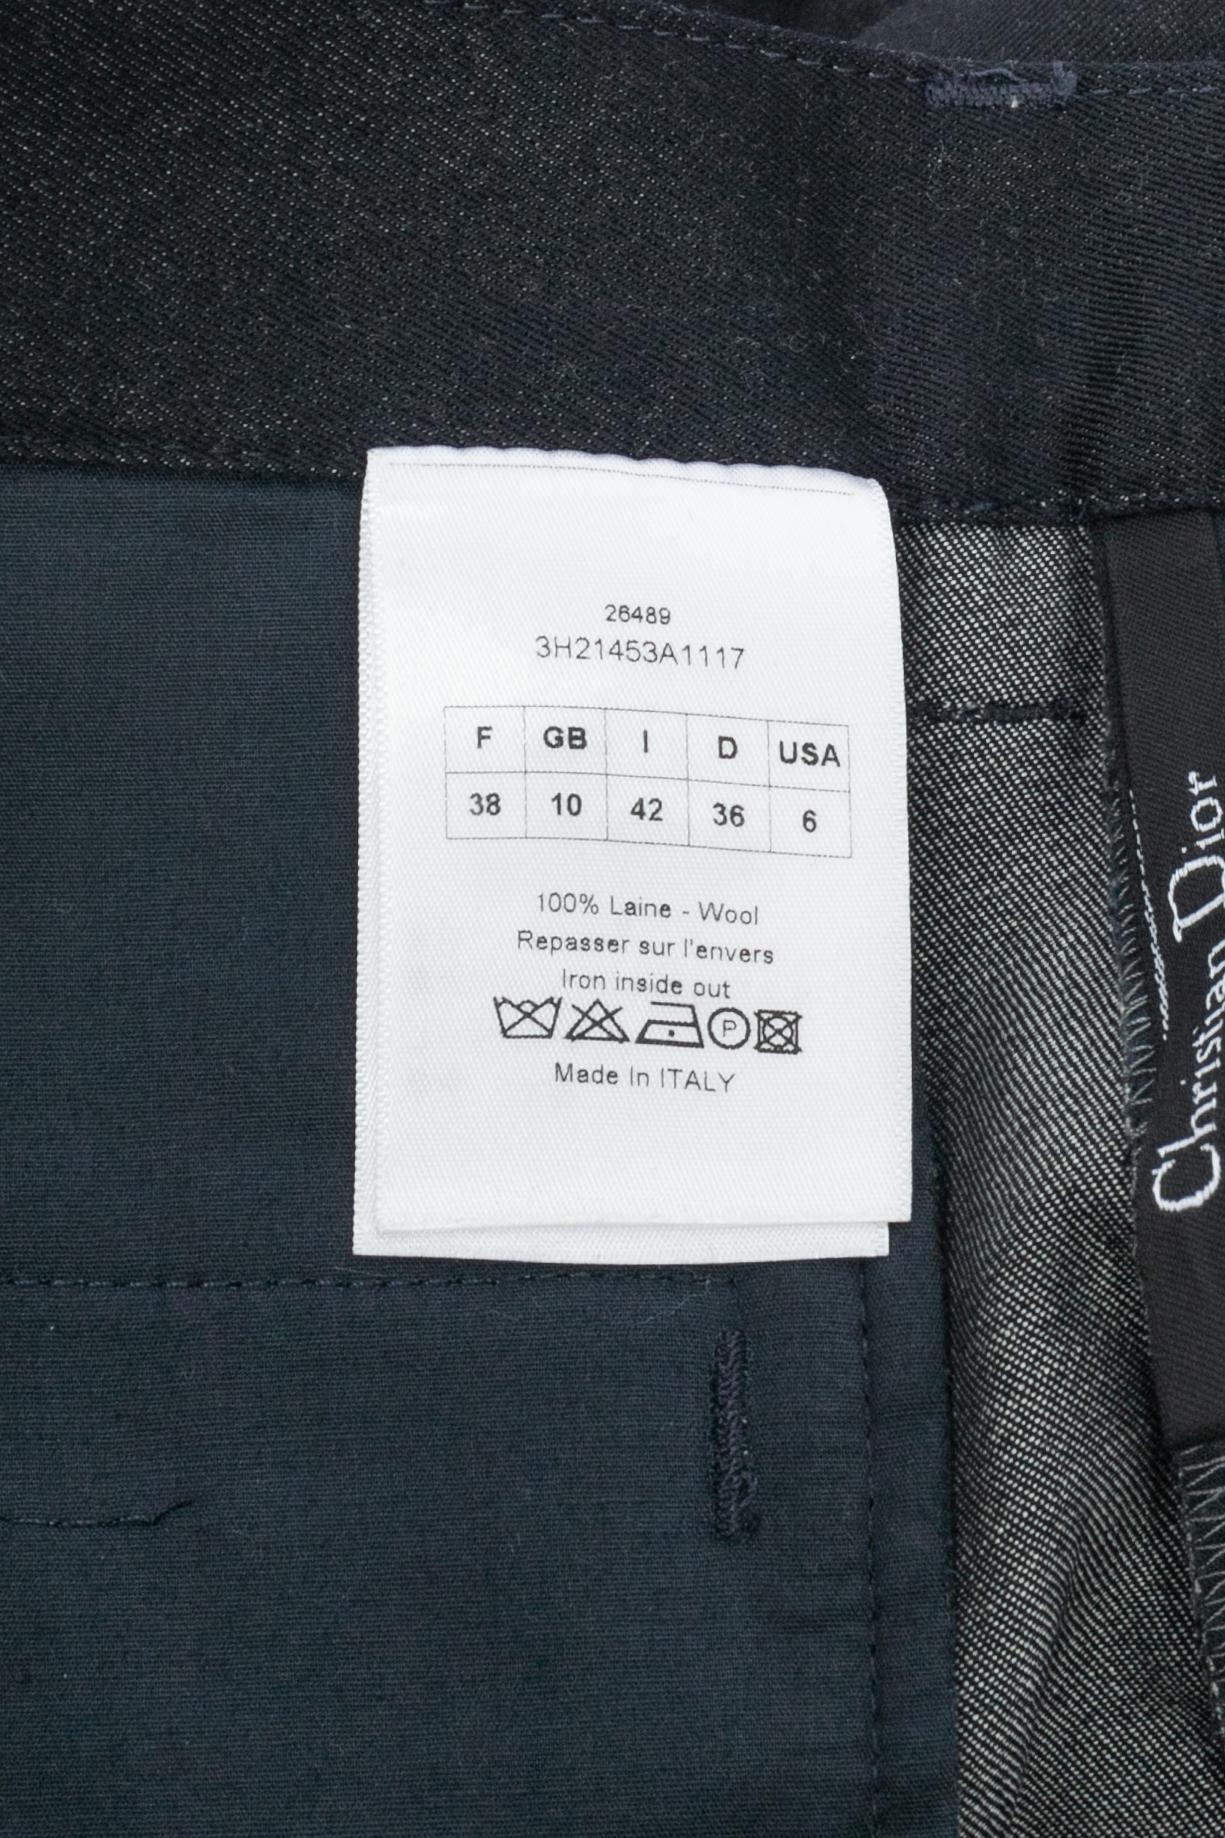 26489
3H21453A1117
F GB I D USA
38 10 42 36 6
100% Laine - Wool
Repasser sur l'envers
Iron inside out
P
Made In ITALY
Christian Dior